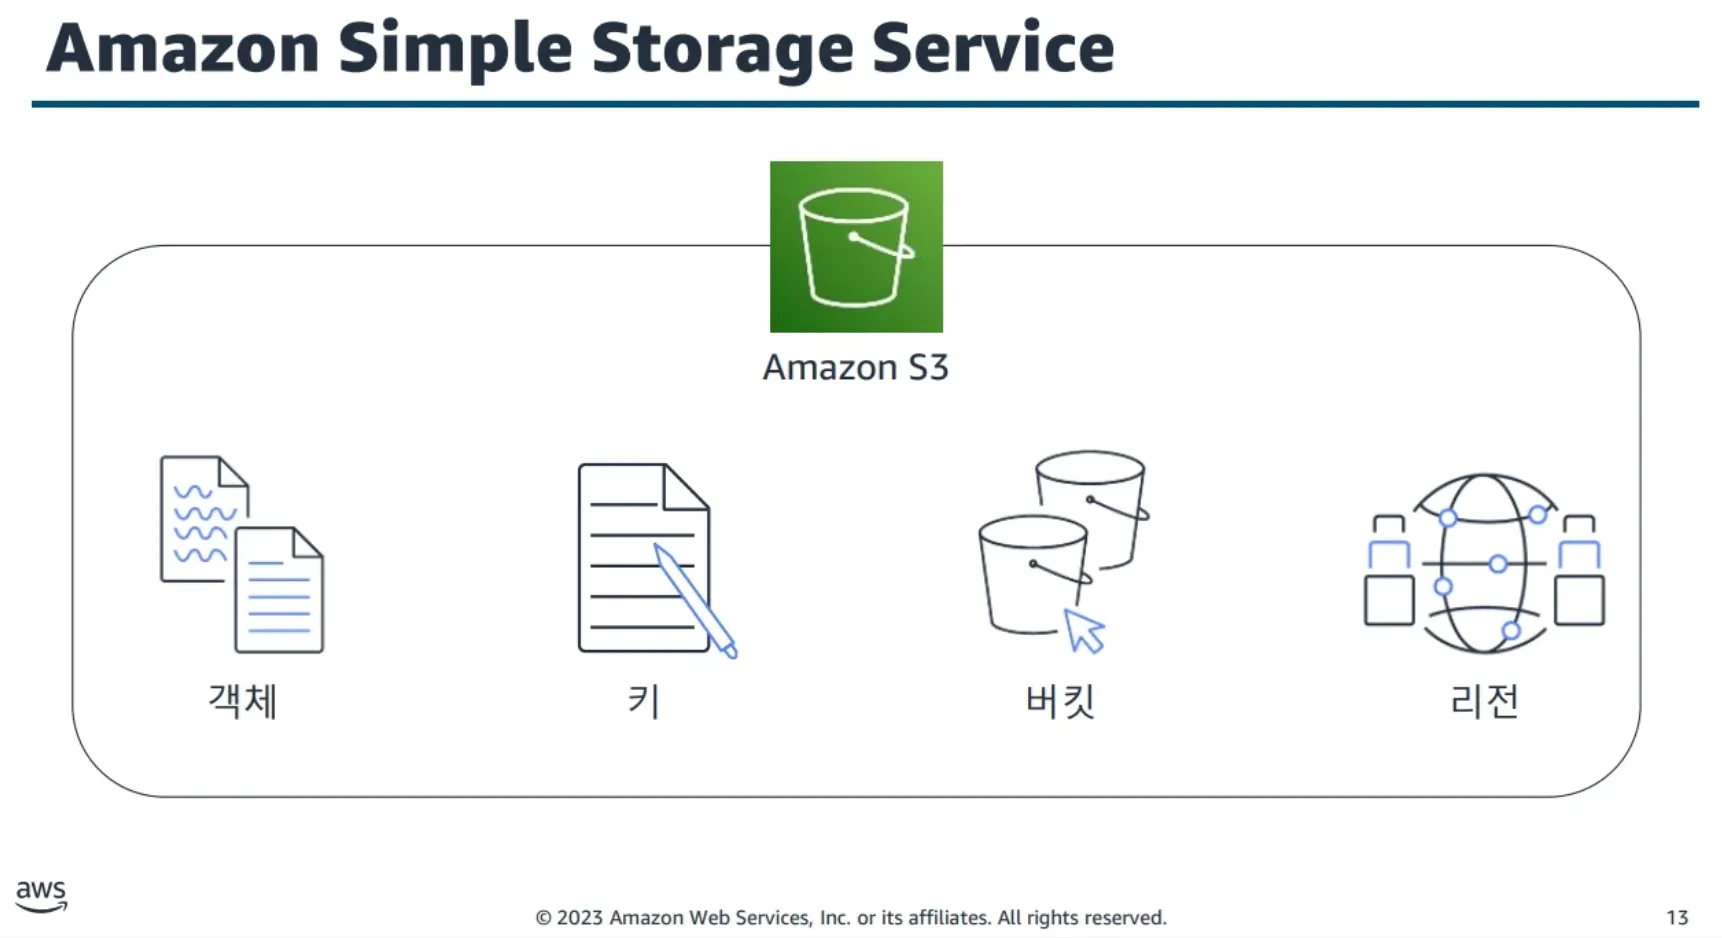 Amazon Simple Storage Service
Amazon S3
객체
키
버킷
리전
aws
© 2023 Amazon Web Services, Inc. or its affiliates. All rights reserved.
13